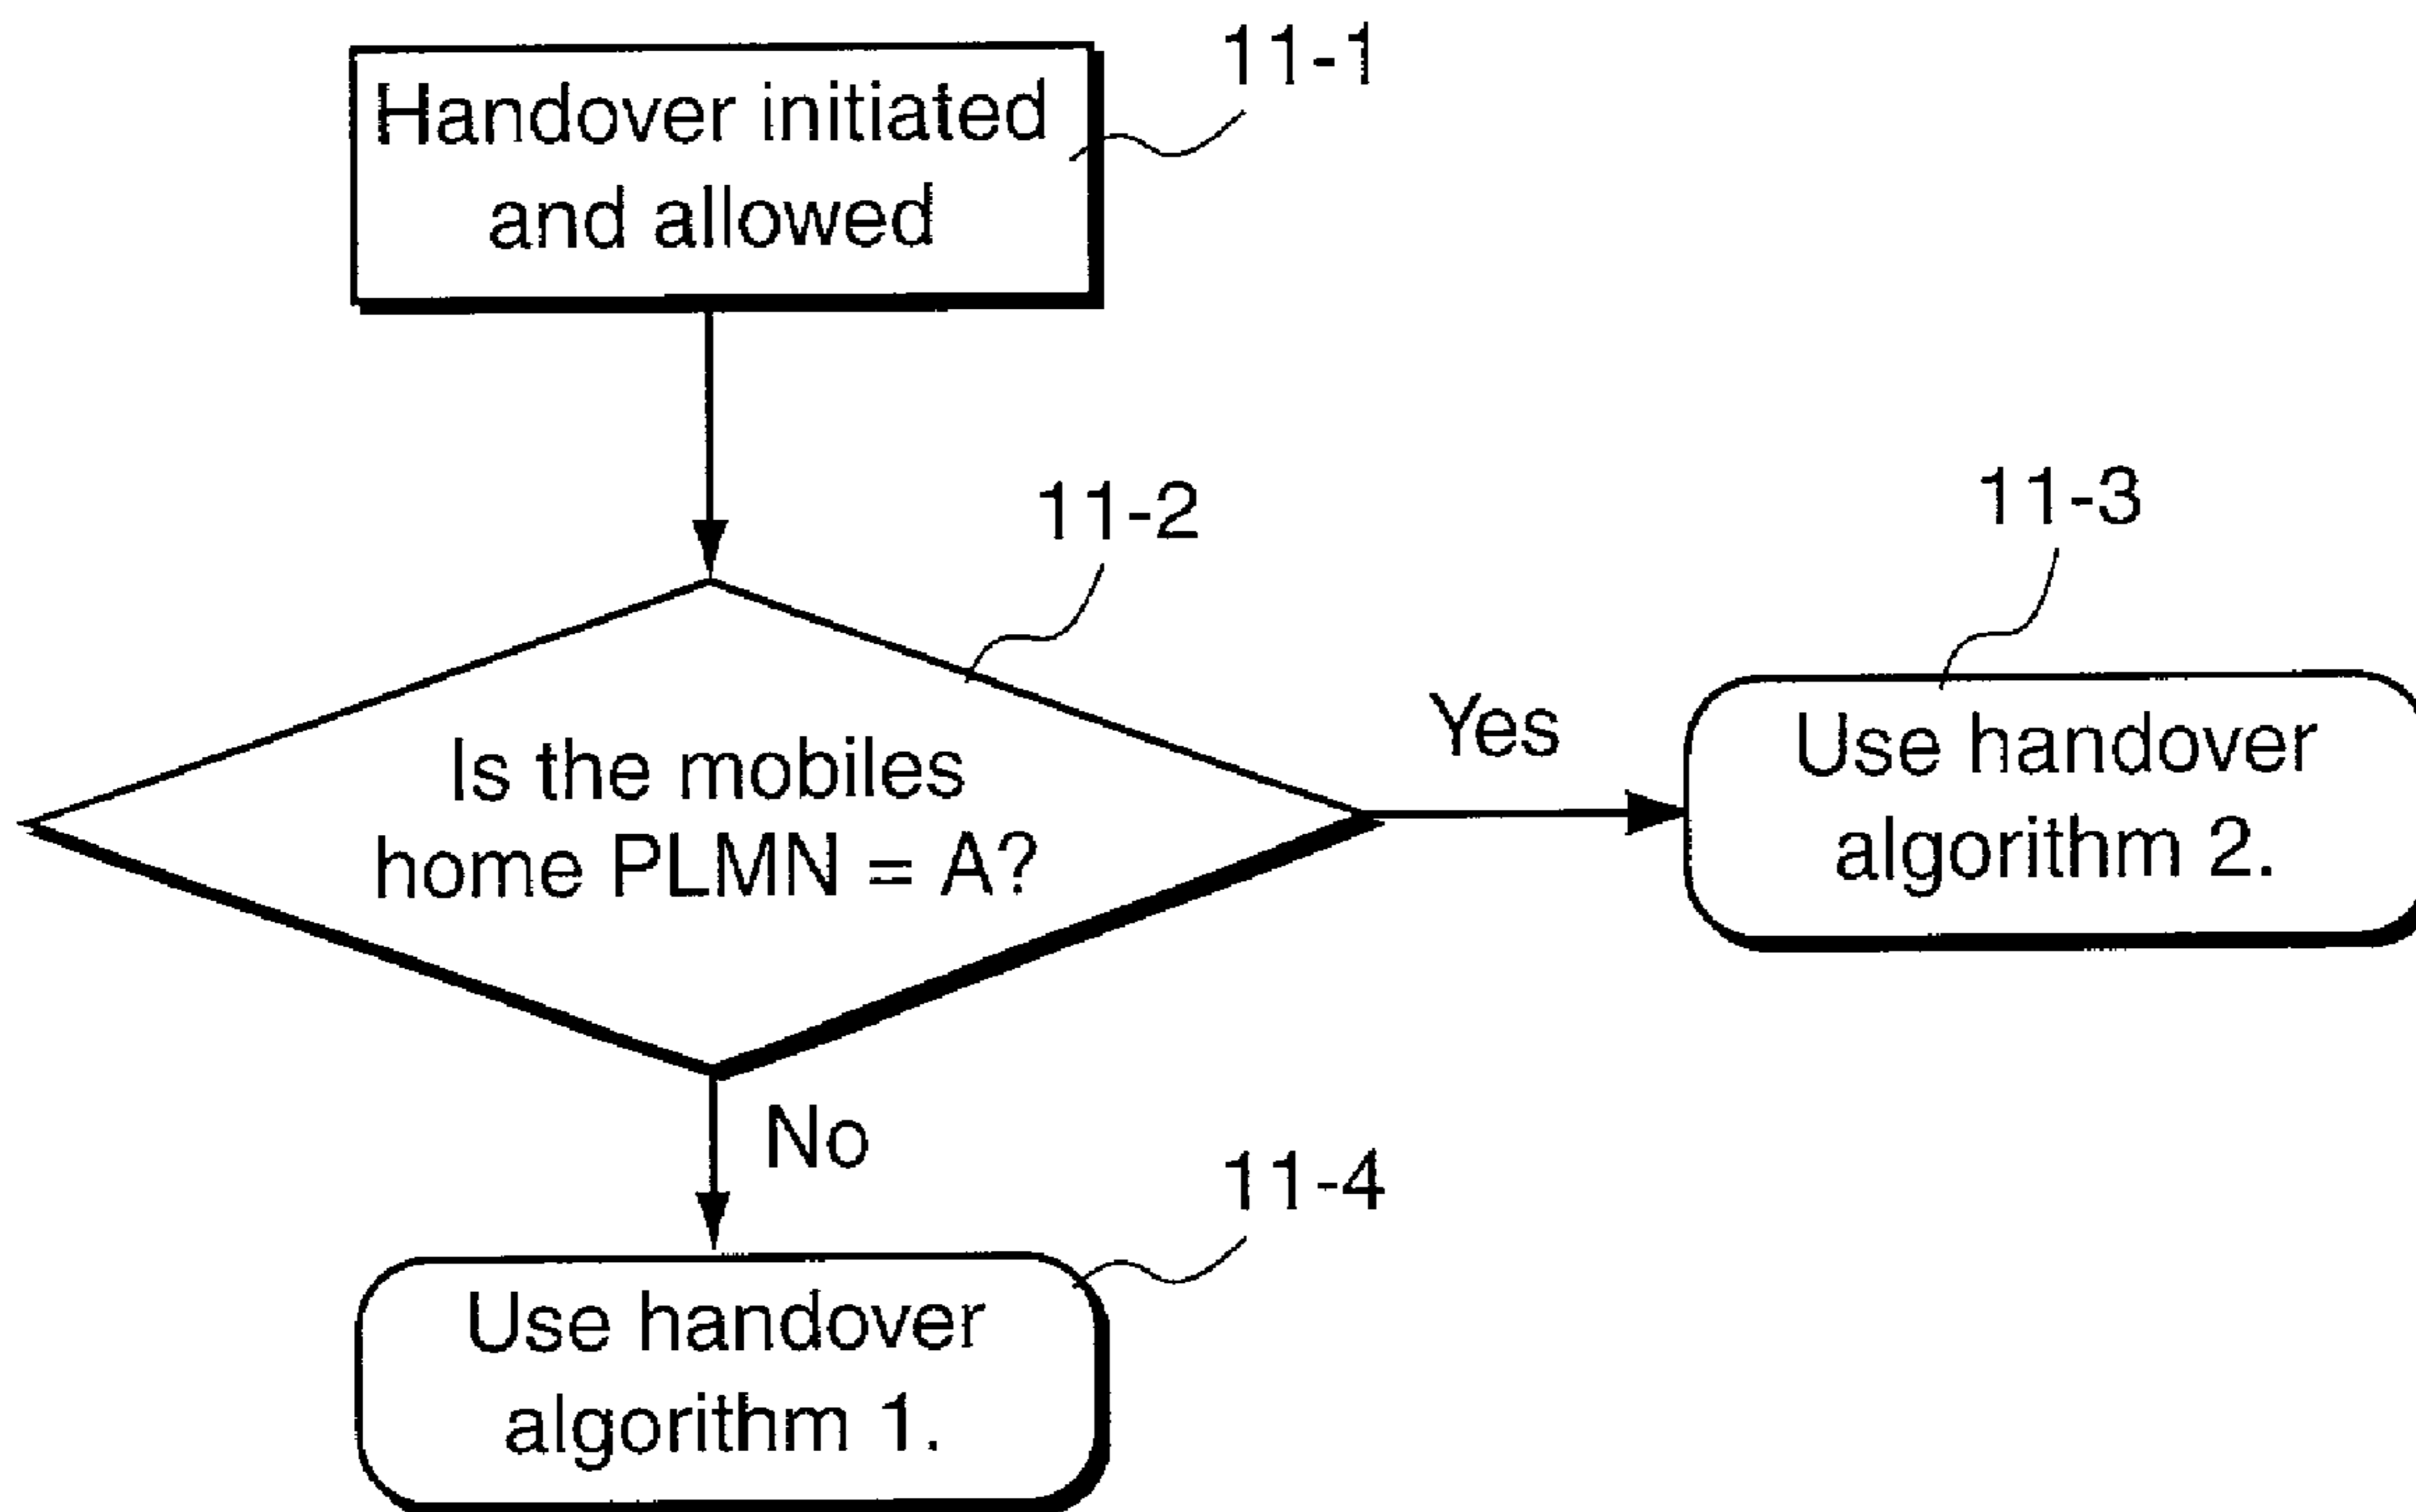 11-1
Handover initiated
and allowed
11-2
Is the mobiles
home PLMN = A?
Yes
11-3
Use handover
algorithm 2.
No
11-4
Use handover
algorithm 1.